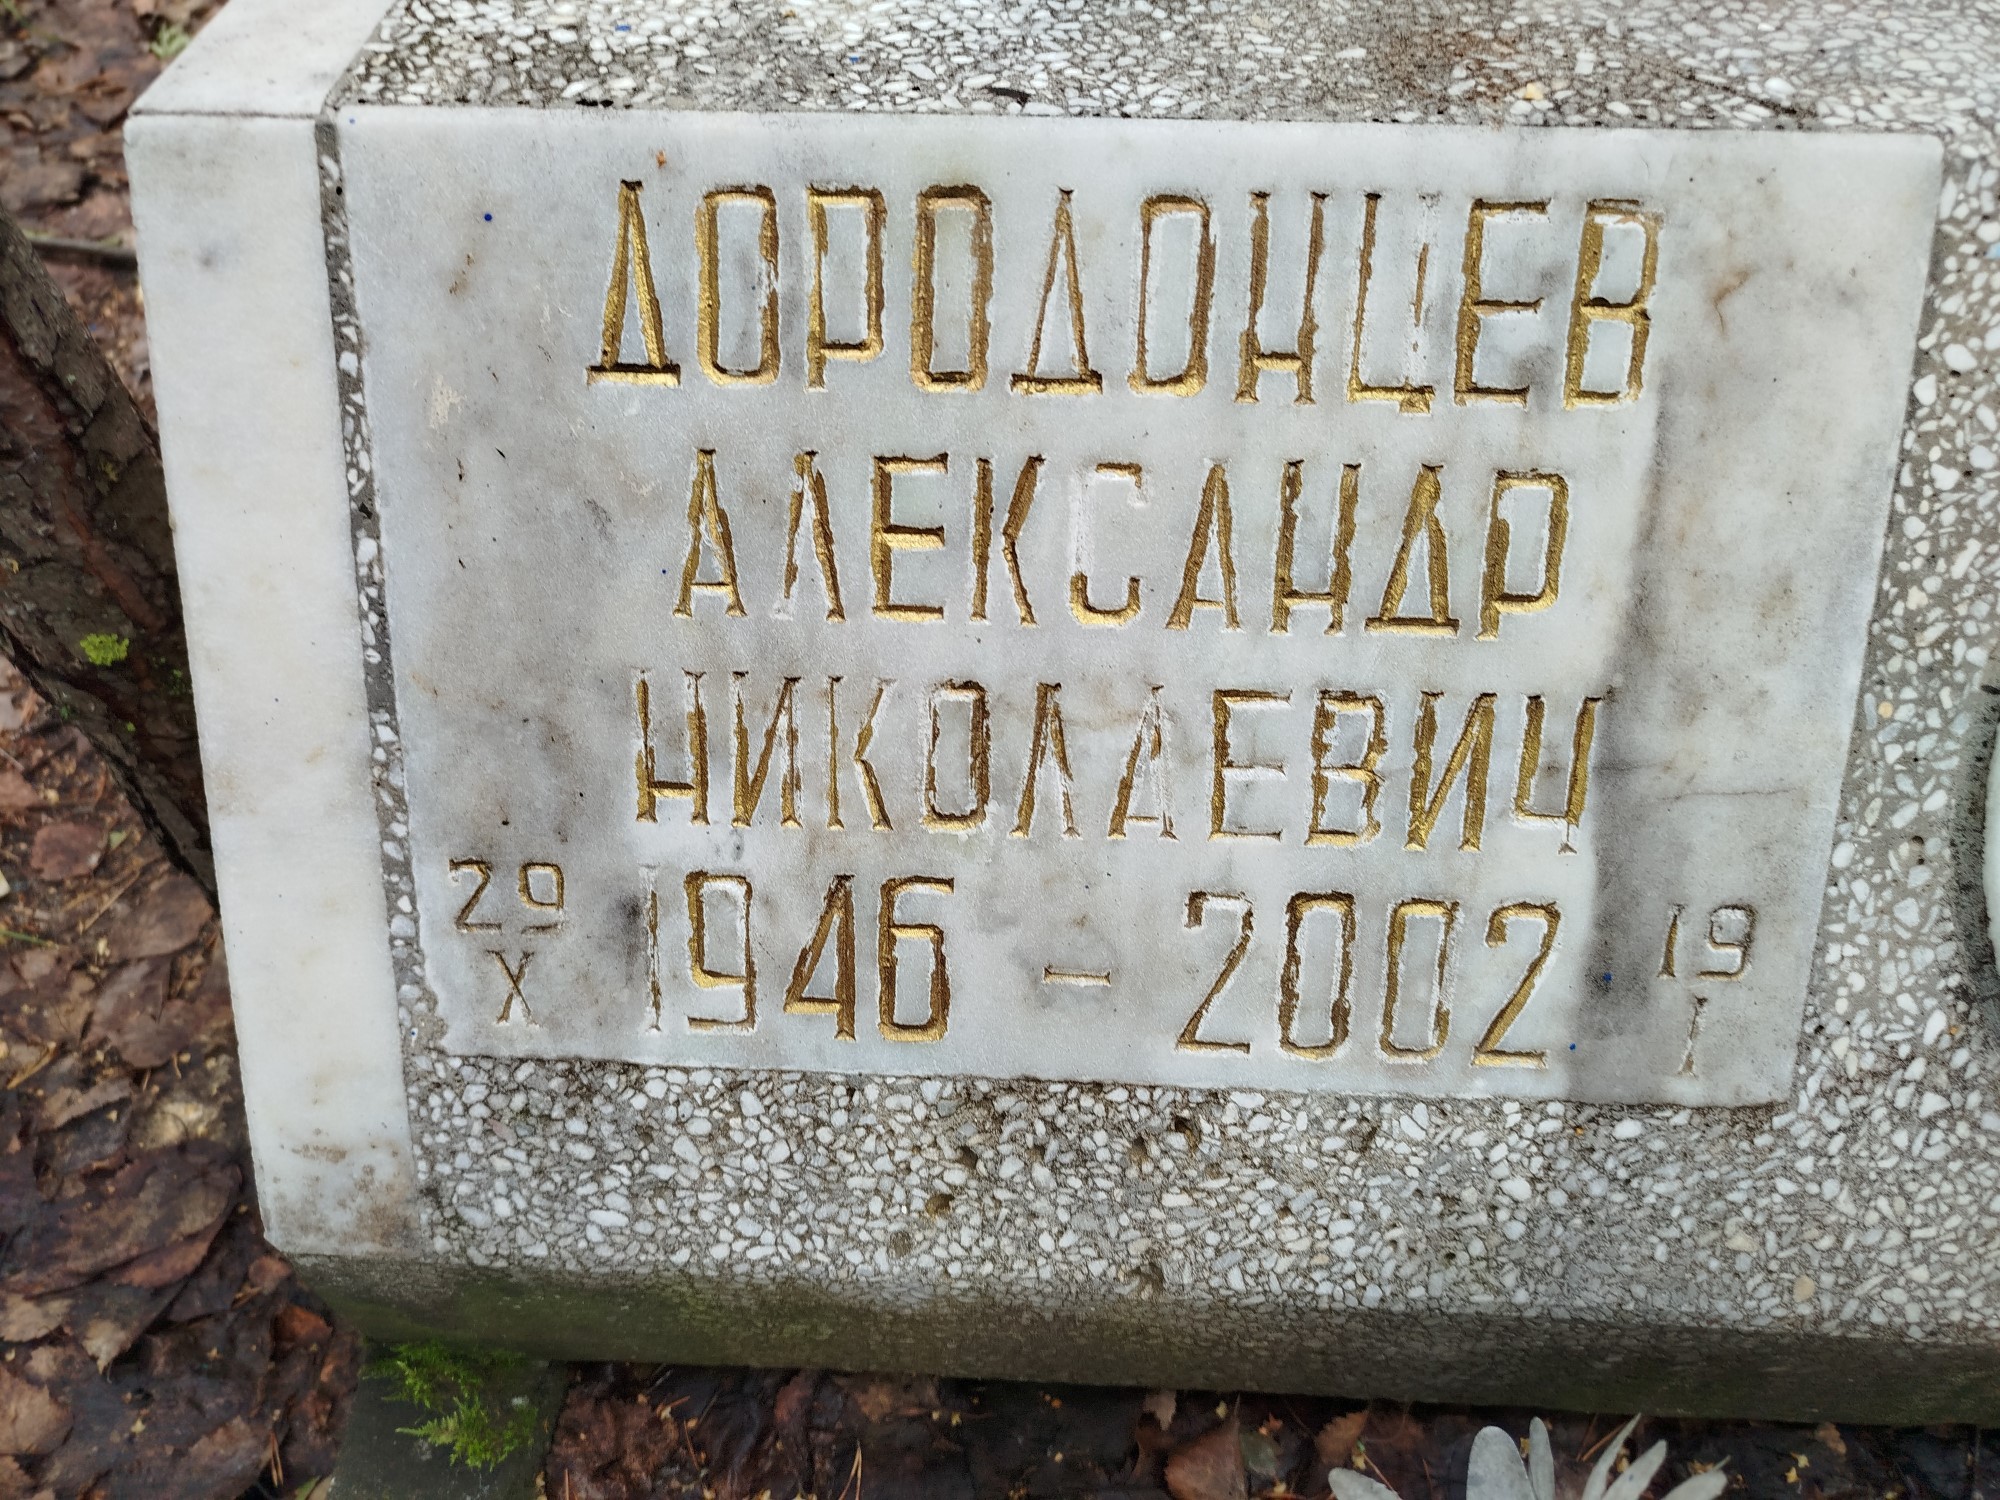 ДОРОДОНЦЕВ
АЛЕКСАНДР
НИКОЛАЕВИЧ
29 1946 – 2002 19
X I